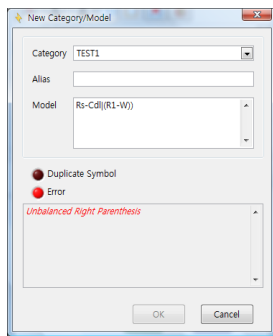 New Category/Model
Category TEST1
Alias
Model Rs-Cdl|((R1-W))
Duplicate Symbol
Error
Unbalanced Right Parenthesis
OK Cancel